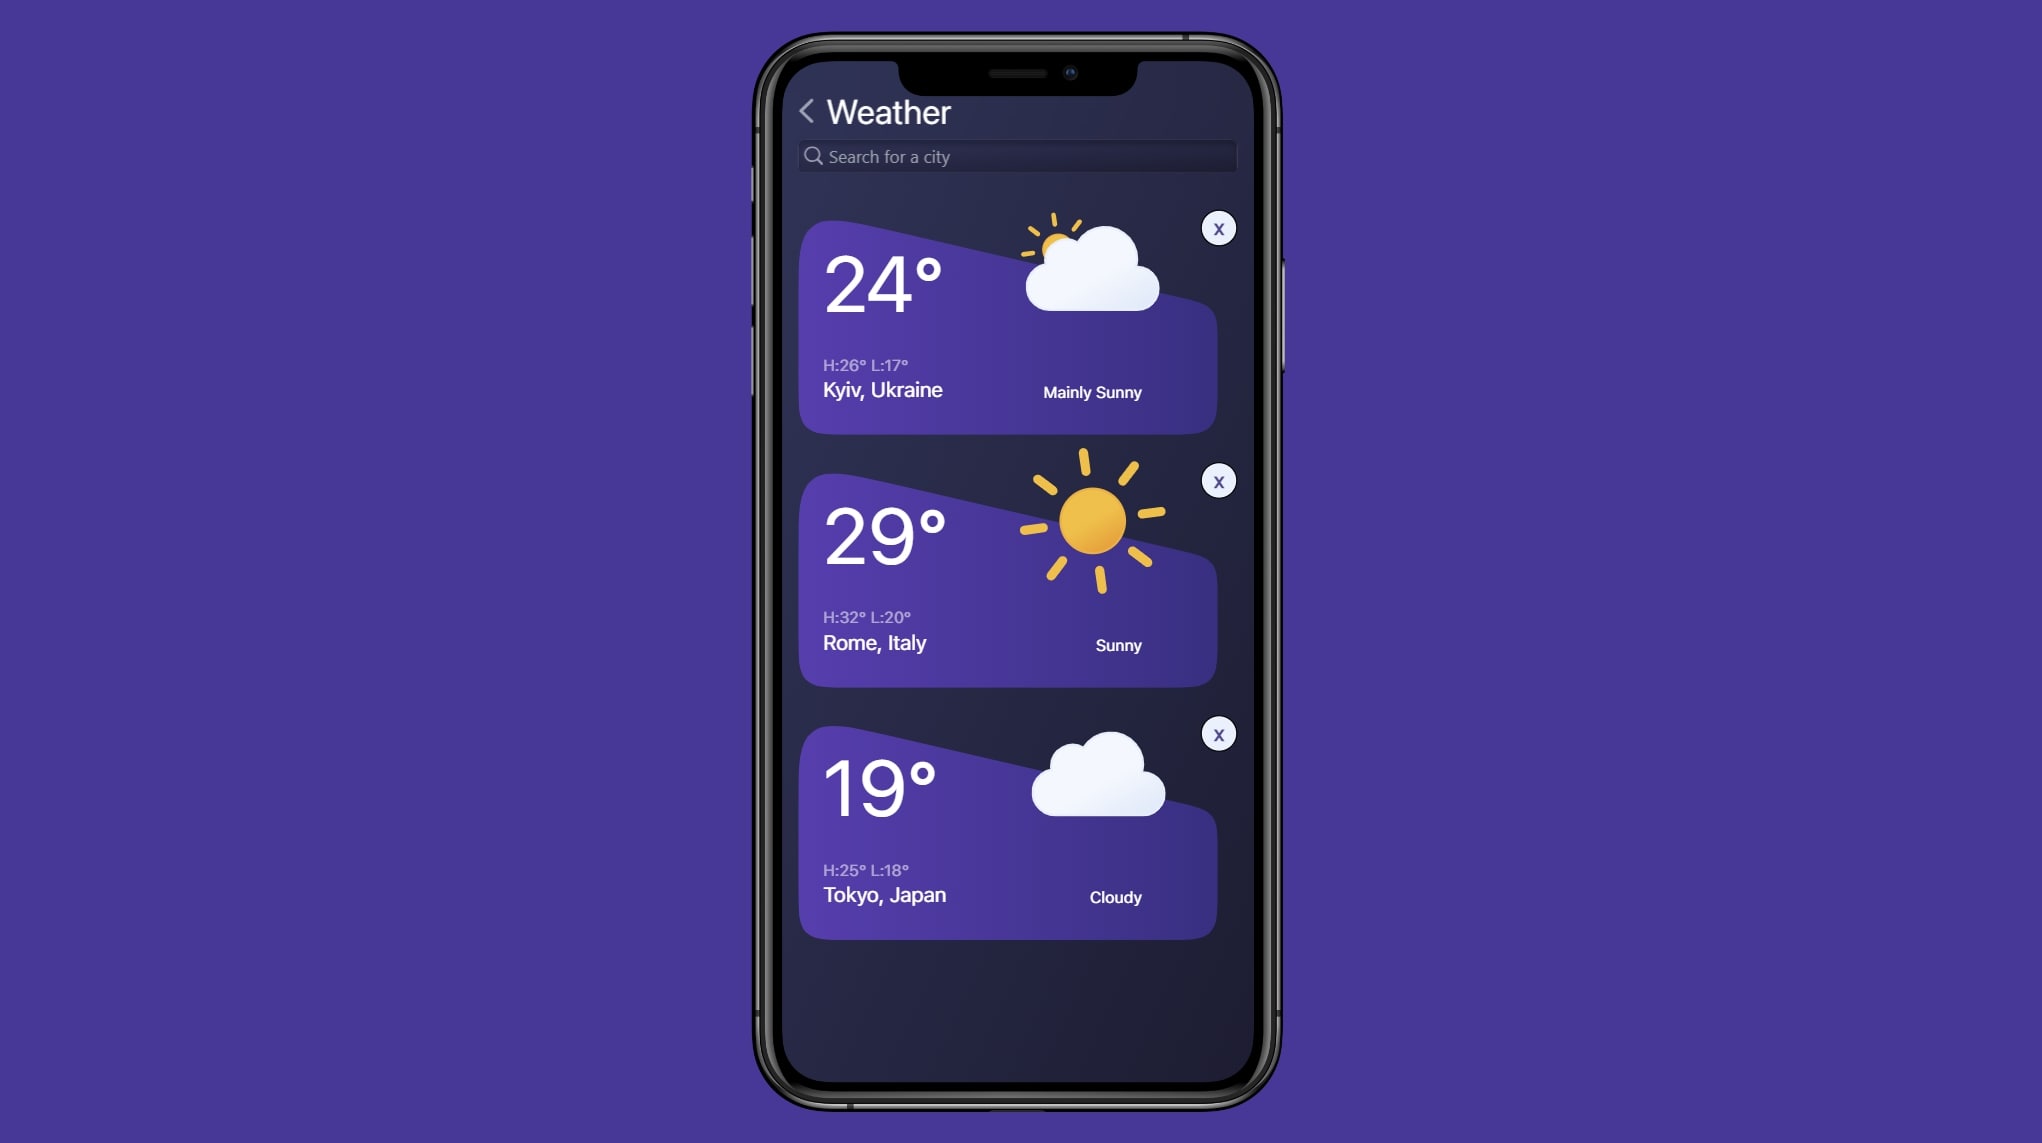 Weather
Search for a city
x
24°
H:26° L:17°
Kyiv, Ukraine
Mainly Sunny
x
29°
H:32° L:20°
Rome, Italy
Sunny
x
19°
H:25° L:18°
Tokyo, Japan
Cloudy